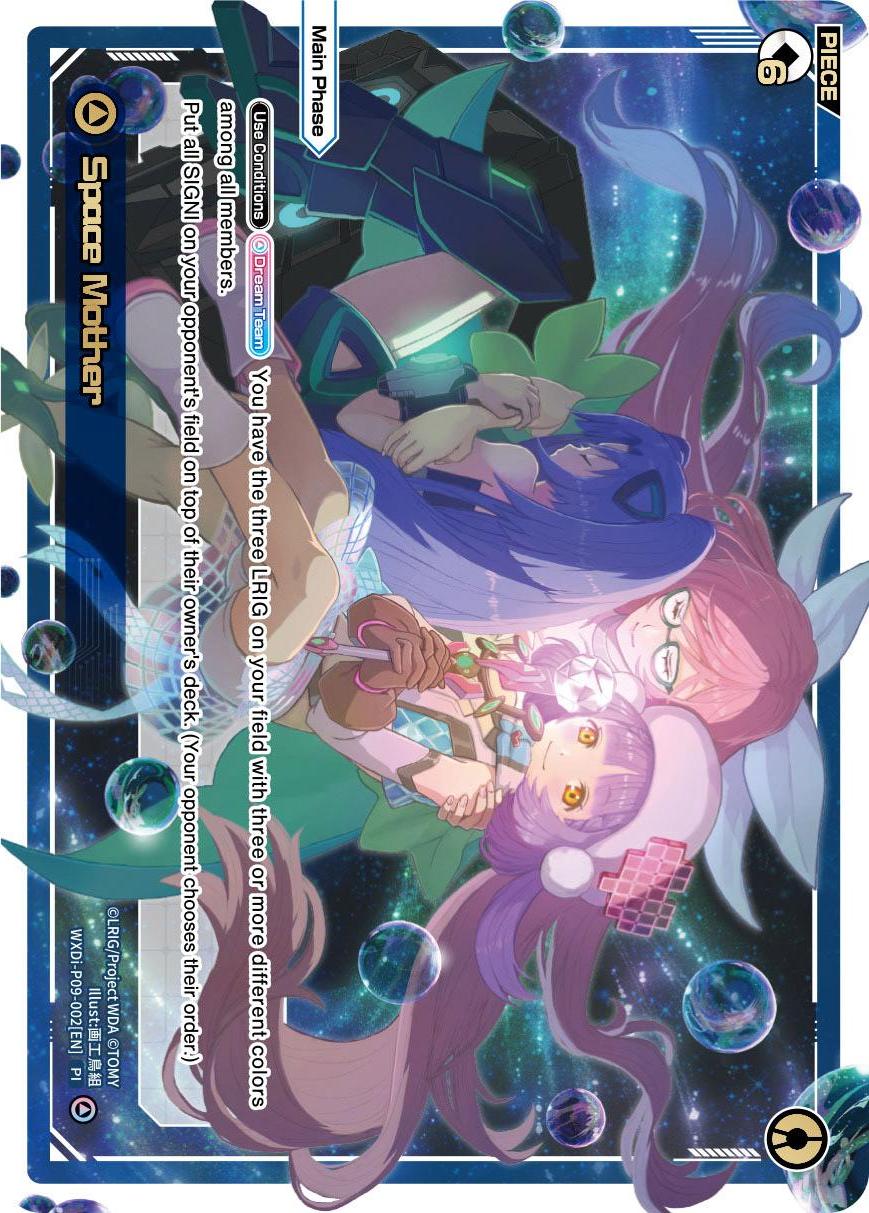 PIECE
6
Main Phase
Use Conditions Dream Team You have the three LRIG on your field with three or more different colors
among all members.
Put all SIGNI on your opponent's field on top of their owner's deck. (Your opponent chooses their order.)
Space Mother
©LRIG/Project WDA ©TOMY
Illust:画工鳥組
WXDi-P09-002[EN] PI